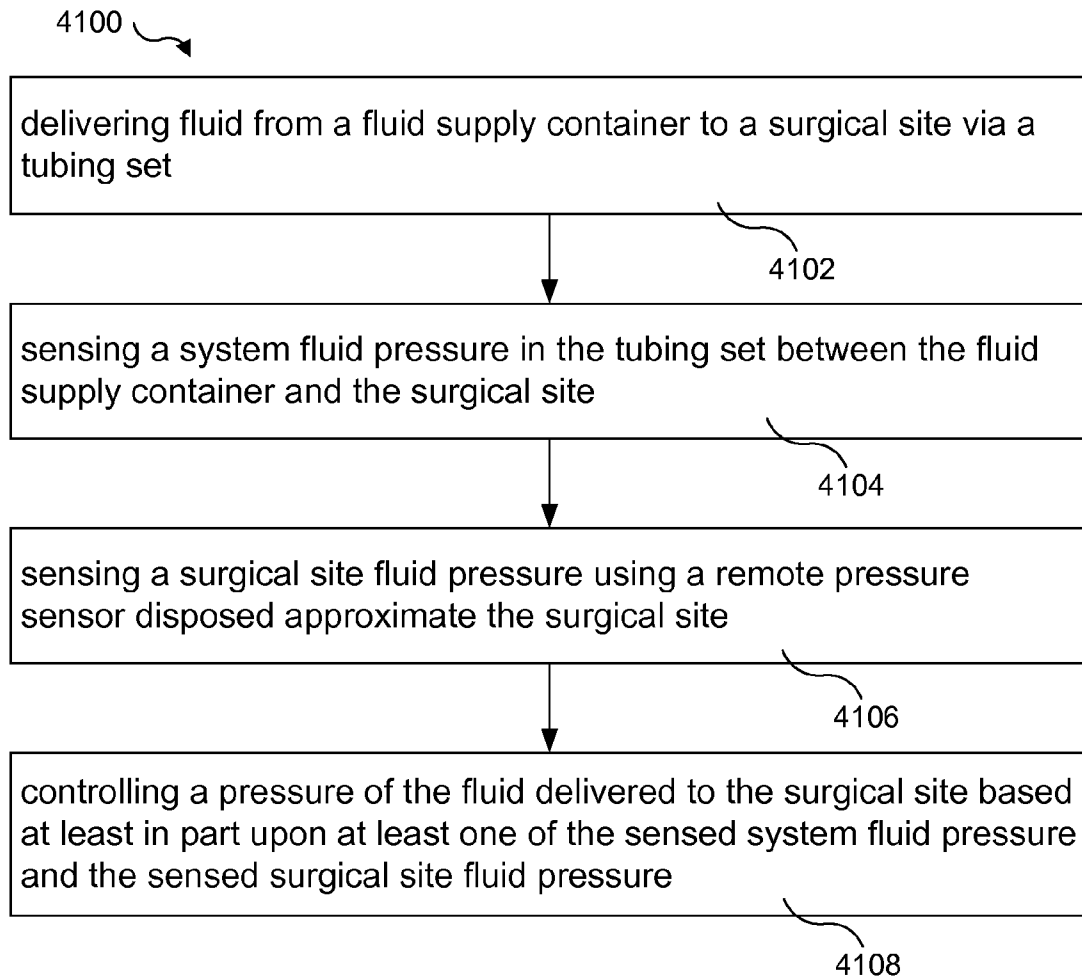 4100
delivering fluid from a fluid supply container to a surgical site via a
tubing set
4102
sensing a system fluid pressure in the tubing set between the fluid
supply container and the surgical site
4104
sensing a surgical site fluid pressure using a remote pressure
sensor disposed approximate the surgical site
4106
controlling a pressure of the fluid delivered to the surgical site based
at least in part upon at least one of the sensed system fluid pressure
and the sensed surgical site fluid pressure
4108